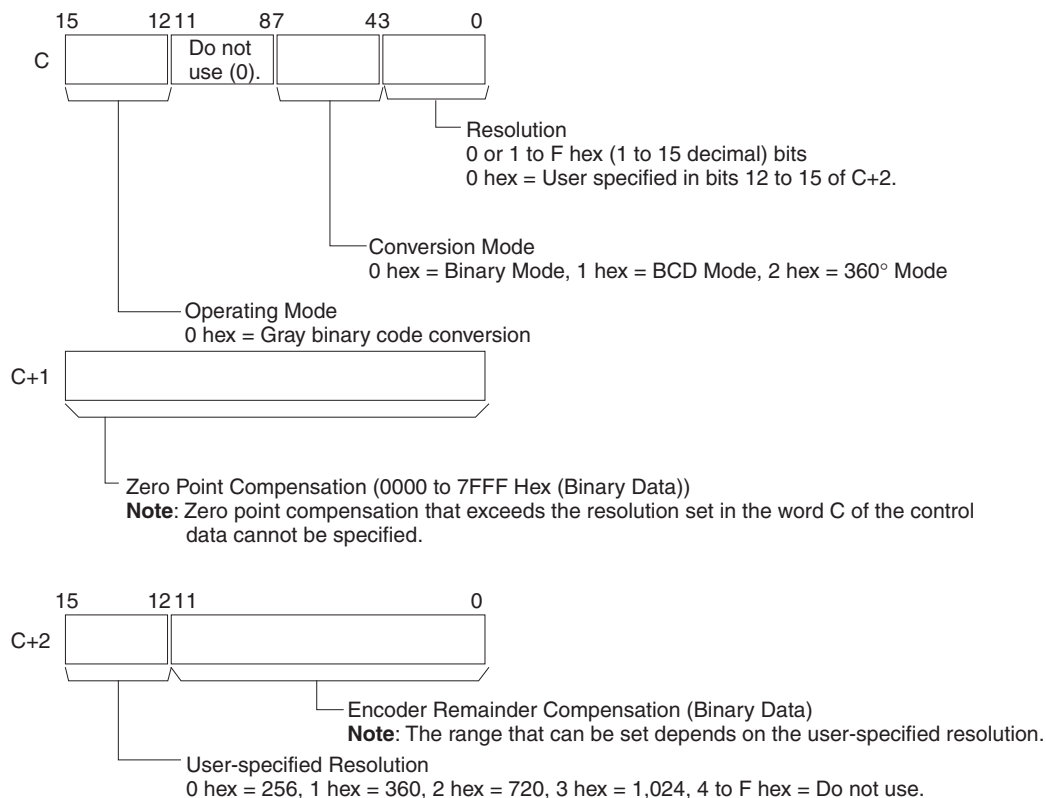 15 12 11 8 7 4 3 0
C
Do not
use (0).
Resolution
0 or 1 to F hex (1 to 15 decimal) bits
0 hex = User specified in bits 12 to 15 of C+2.
Conversion Mode
0 hex = Binary Mode, 1 hex = BCD Mode, 2 hex = 360° Mode
Operating Mode
0 hex = Gray binary code conversion
C+1
Zero Point Compensation (0000 to 7FFF Hex (Binary Data))
Note: Zero point compensation that exceeds the resolution set in the word C of the control
data cannot be specified.
15 12 11 0
C+2
Encoder Remainder Compensation (Binary Data)
Note: The range that can be set depends on the user-specified resolution.
User-specified Resolution
0 hex = 256, 1 hex = 360, 2 hex = 720, 3 hex = 1,024, 4 to F hex = Do not use.